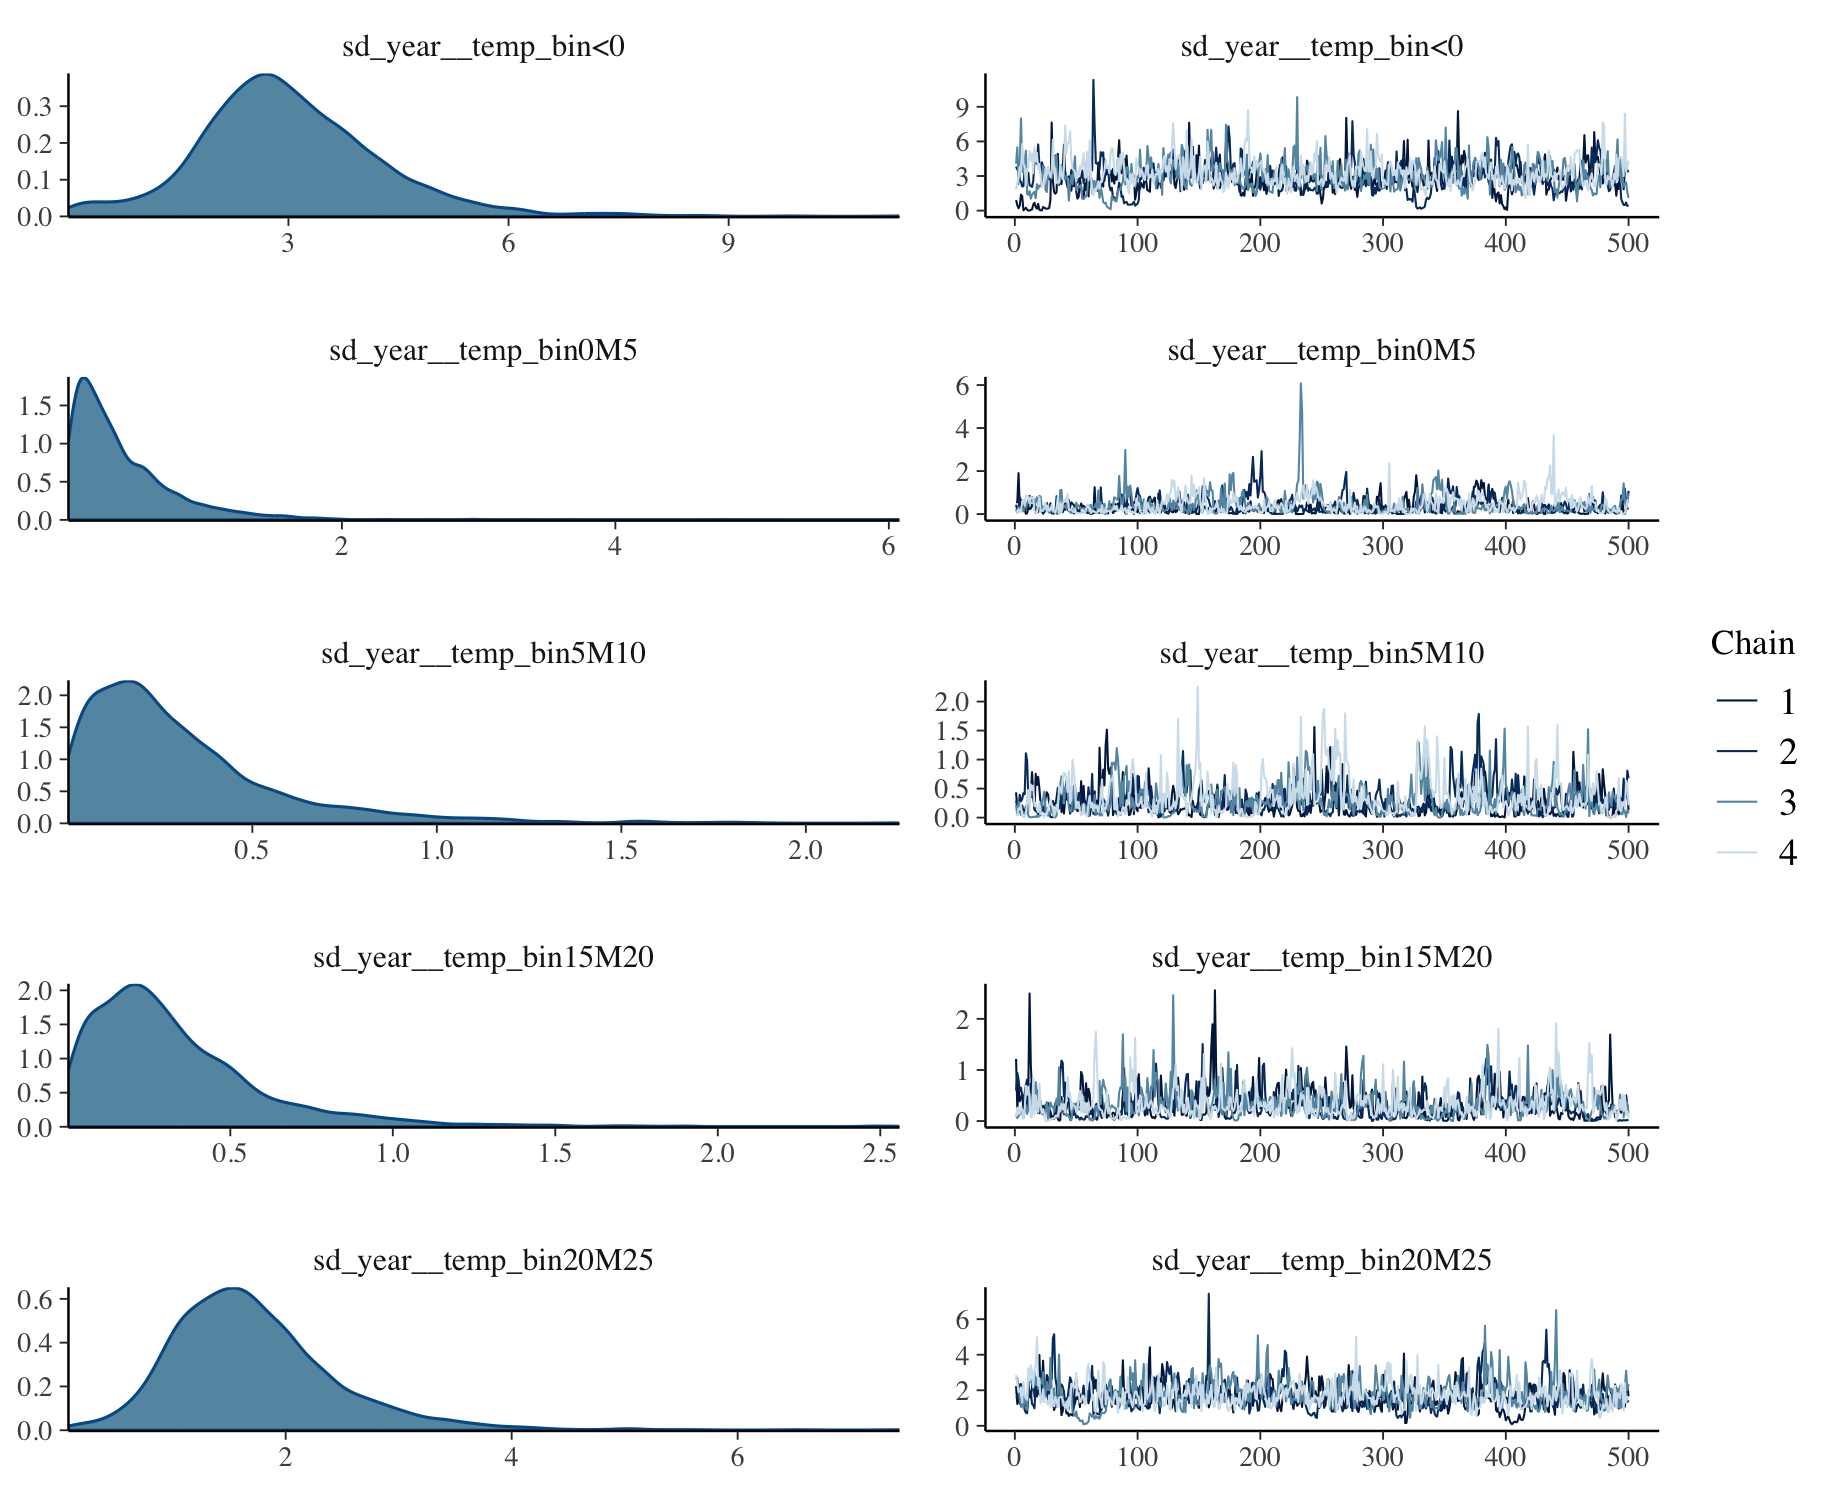 sd_year__temp_bin<0
0.3
0.2
0.1
0.0
3 6 9
sd_year__temp_bin<0
9
6
3
0
0 100 200 300 400 500
sd_year__temp_bin0M5
1.5
1.0
0.5
0.0
2 4 6
sd_year__temp_bin0M5
6
4
2
0
0 100 200 300 400 500
sd_year__temp_bin5M10
2.0
1.5
1.0
0.5
0.0
0.5 1.0 1.5 2.0
sd_year__temp_bin5M10
2.0
1.5
1.0
0.5
0.0
0 100 200 300 400 500
Chain
1
2
3
4
sd_year__temp_bin15M20
2.0
1.5
1.0
0.5
0.0
0.5 1.0 1.5 2.0 2.5
sd_year__temp_bin15M20
2
1
0
0 100 200 300 400 500
sd_year__temp_bin20M25
0.6
0.4
0.2
0.0
2 4 6
sd_year__temp_bin20M25
6
4
2
0
0 100 200 300 400 500